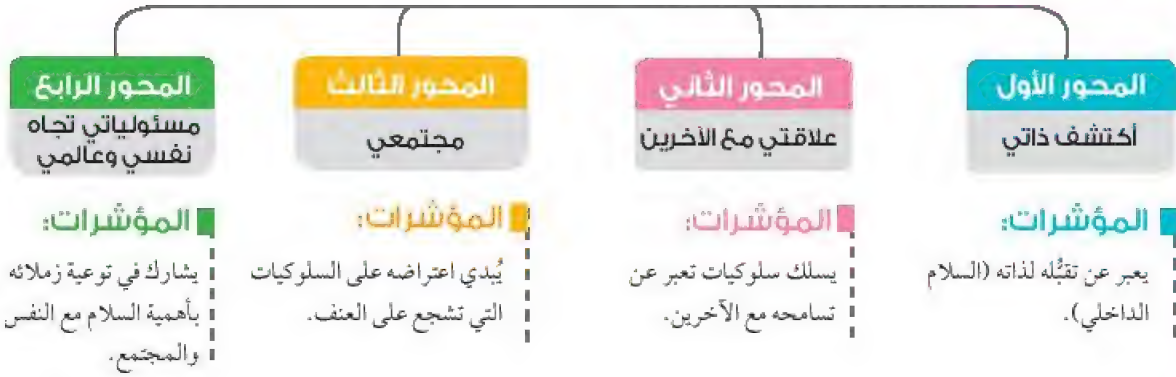 المحور الأول
أكتشف ذاتي
المؤشرات:
يعبر عن تقبُّله لذاته (السلام
الداخلي).
المحور الثاني
علاقتي مع الآخرين
المؤشرات:
يسلك سلوكيات تعبر عن
تسامحه مع الآخرين.
المحور الثالث
مجتمعي
المؤشرات:
يُبدي اعتراضه على السلوكيات
التي تشجع على العنف.
المحور الرابع
مسئولياتي تجاه
نفسي وعالمي
المؤشرات:
يشارك في توعية زملائه
بأهمية السلام مع النفس
والمجتمع.